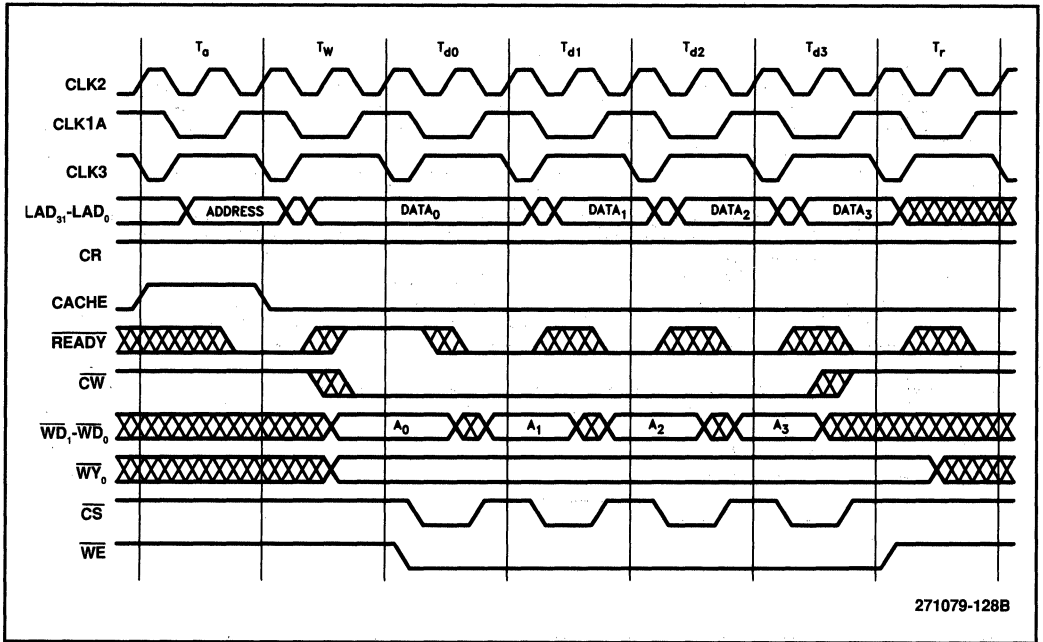 Ta TW Td0 Td1 Td2 Td3 Tr
CLK2
CLK1A
CLK3
LAD31-LAD0 ADDRESS DATA0 DATA1 DATA2 DATA3
CR
CACHE
READY
CW
WD1-WD0 A0 A1 A2 A3
WY0
CS
WE
271079-128B